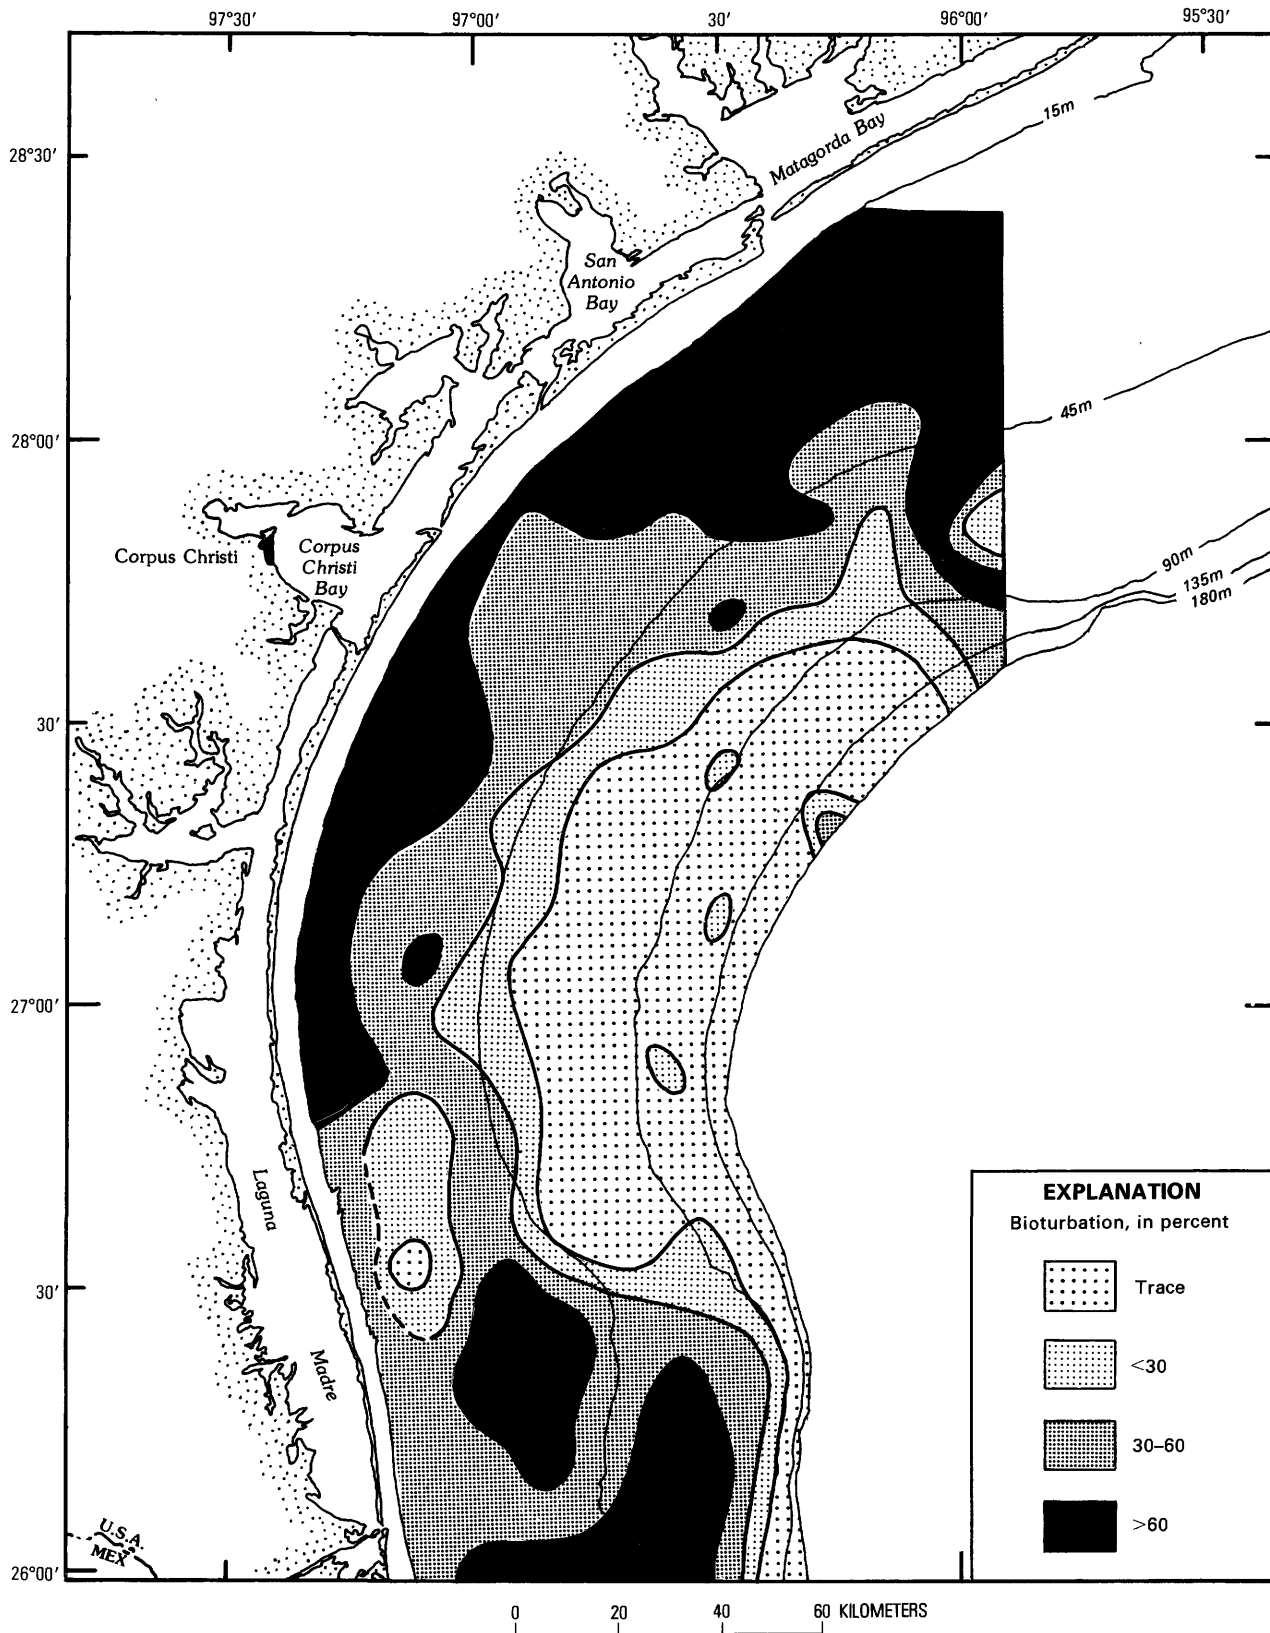 97°30′ 97°00′ 30′ 96°00′ 95°30′
15m
Matagorda Bay
28°30′
San
Antonio
Bay
45m
28°00′
Corpus Christi
Corpus
Christi
Bay
90m
135m
180m
30′
27°00′
Laguna
Madre
30′
U.S.A.
MEX
26°00′
EXPLANATION
Bioturbation, in percent
Trace
<30
30–60
>60
0 20 40 60 KILOMETERS